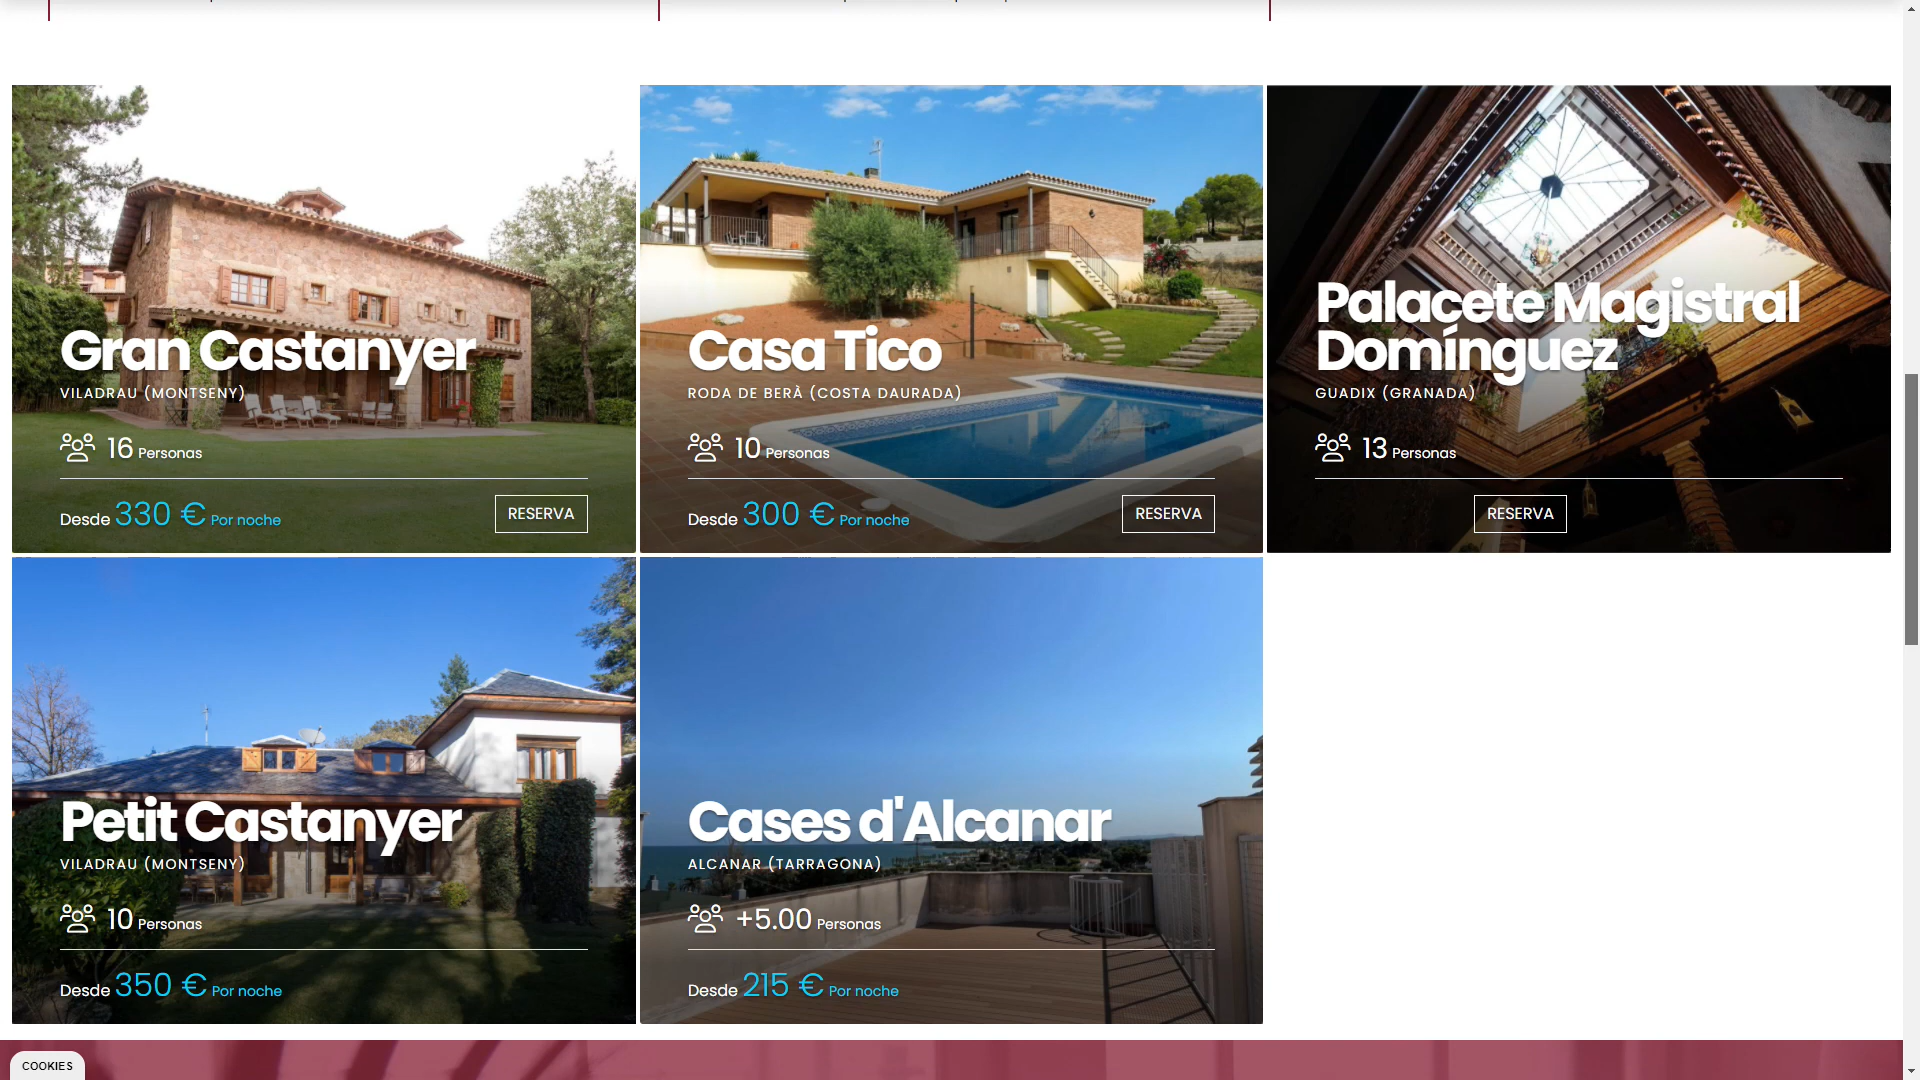 Gran Castanyer
VILADRAU (MONTSENY)
16 Personas
Desde 330 € Por noche
RESERVA
Casa Tico
RODA DE BERÀ (COSTA DAURADA)
10 Personas
Desde 300 € Por noche
RESERVA
Palacete Magistral
Domínguez
GUADIX (GRANADA)
13 Personas
RESERVA
Petit Castanyer
VILADRAU (MONTSENY)
10 Personas
Desde 350 € Por noche
Cases d'Alcanar
ALCANAR (TARRAGONA)
+5.00 Personas
Desde 215 € Por noche
COOKIES